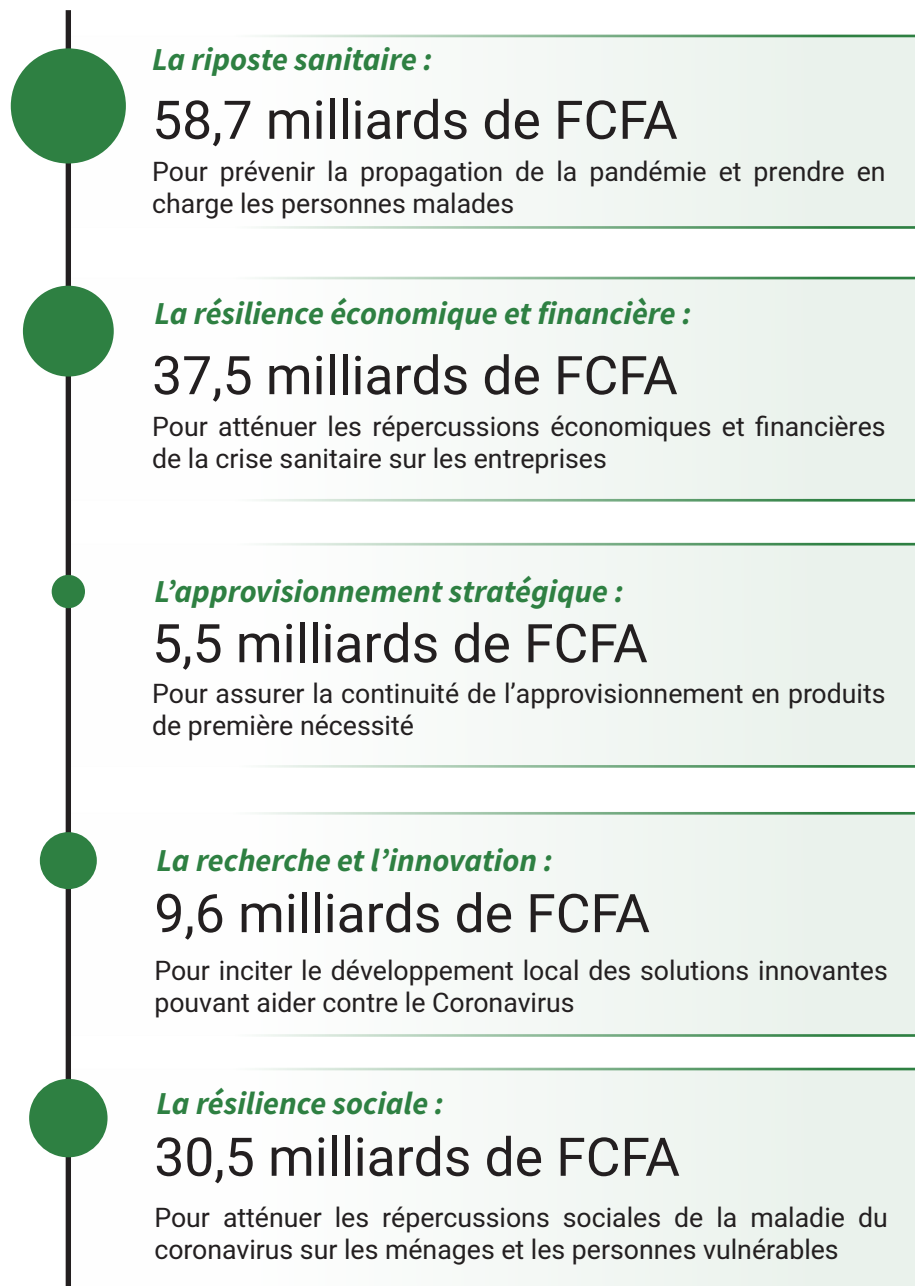 La riposte sanitaire :
58,7 milliards de FCFA
Pour prévenir la propagation de la pandémie et prendre en
charge les personnes malades
La résilience économique et financière :
37,5 milliards de FCFA
Pour atténuer les répercussions économiques et financières
de la crise sanitaire sur les entreprises
L’approvisionnement stratégique :
5,5 milliards de FCFA
Pour assurer la continuité de l’approvisionnement en produits
de première nécessité
La recherche et l’innovation :
9,6 milliards de FCFA
Pour inciter le développement local des solutions innovantes
pouvant aider contre le Coronavirus
La résilience sociale :
30,5 milliards de FCFA
Pour atténuer les répercussions sociales de la maladie du
coronavirus sur les ménages et les personnes vulnérables